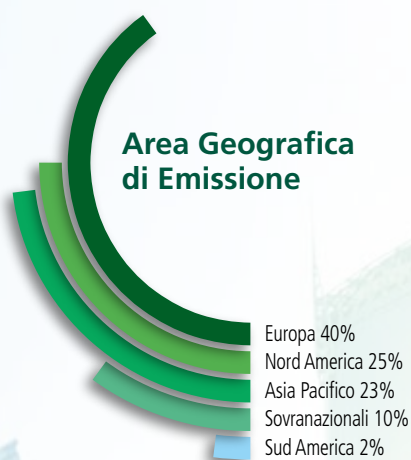 Area Geografica
di Emissione
Europa 40%
Nord America 25%
Asia Pacifico 23%
Sovranazionali 10%
Sud America 2%